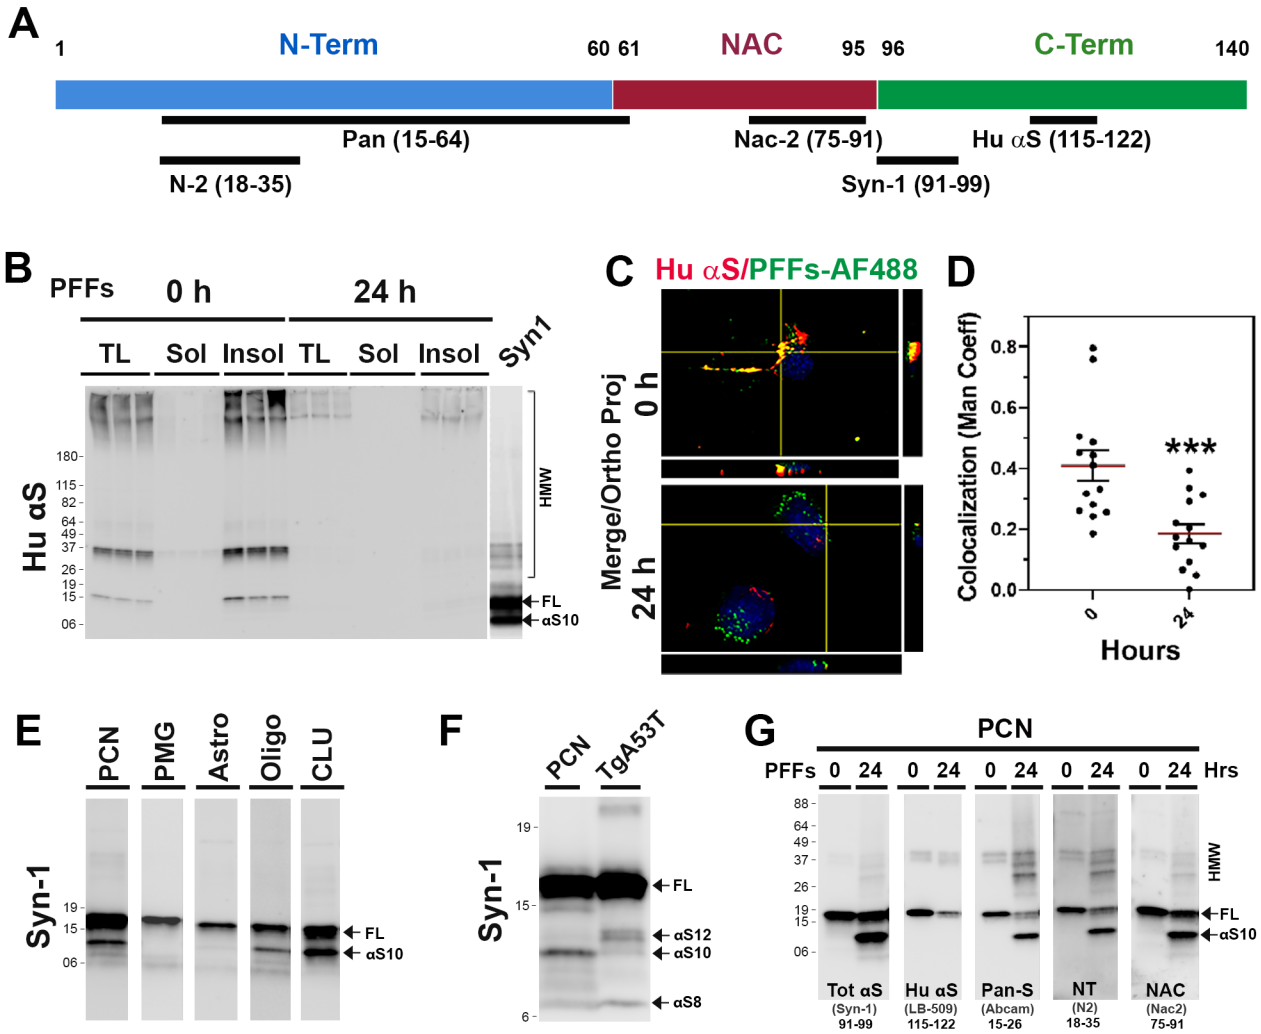 A
1 N-Term 60 61 NAC 95 96 C-Term 140
Pan (15-64) Nac-2 (75-91) Hu αS (115-122)
N-2 (18-35) Syn-1 (91-99)
B
PFFs 0 h 24 h
TL Sol Insol TL Sol Insol Syn1
Hu αS
180
115
82
64
49
37
26
19
15
06
HMW
FL
αS10
C
Hu αS/PFFs-AF488
Merge/Ortho Proj
0 h
24 h
D
Colocalization (Man Coeff)
0.8
0.6
0.4
0.2
0.0
***
0 24
Hours
E
PCN PMG Astro Oligo CLU
Syn-1
19
15
06
FL
αS10
F
PCN TgA53T
Syn-1
19
15
6
FL
αS12
αS10
αS8
G
PCN
PFFs 0 24 0 24 0 24 0 24 0 24 Hrs
88
64
49
37
26
19
15
06
HMW
FL
αS10
Tot αS Hu αS Pan-S NT NAC
(Syn-1) (LB-509) (Abcam) (N2) (Nac2)
91-99 115-122 15-26 18-35 75-91